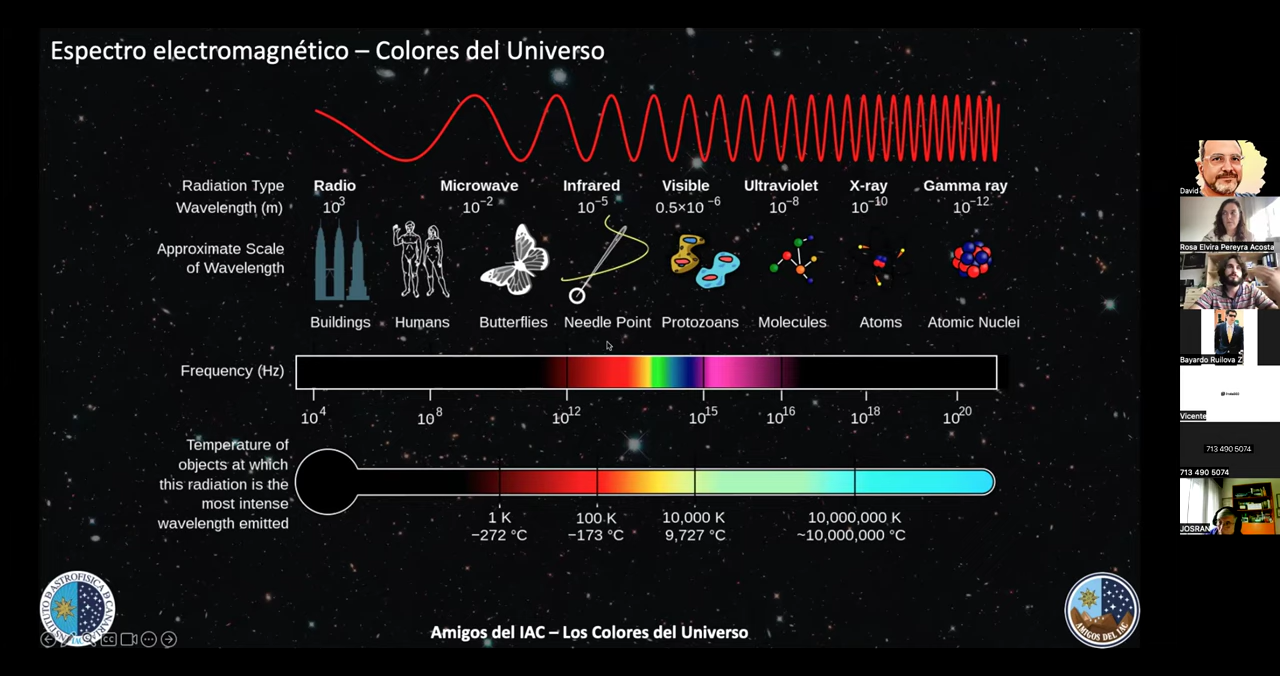 Espectro electromagnético – Colores del Universo
Radiation Type Radio Microwave Infrared Visible Ultraviolet X-ray Gamma ray
Wavelength (m) 10³ 10⁻² 10⁻⁵ 0.5×10⁻⁶ 10⁻⁸ 10⁻¹⁰ 10⁻¹²
Approximate Scale
of Wavelength
Buildings Humans Butterflies Needle Point Protozoans Molecules Atoms Atomic Nuclei
Frequency (Hz)
10⁴ 10⁸ 10¹² 10¹⁵ 10¹⁶ 10¹⁸ 10²⁰
Temperature of
objects at which
this radiation is the
most intense
wavelength emitted
1 K 100 K 10,000 K 10,000,000 K
−272 °C −173 °C 9,727 °C ~10,000,000 °C
Amigos del IAC – Los Colores del Universo
AMIGOS DEL IAC
David
Rosa Elvira Pereyra Acosta
Bayardo Ruilova Z
Vicente
713 490 5074
713 490 5074
JOSRAN